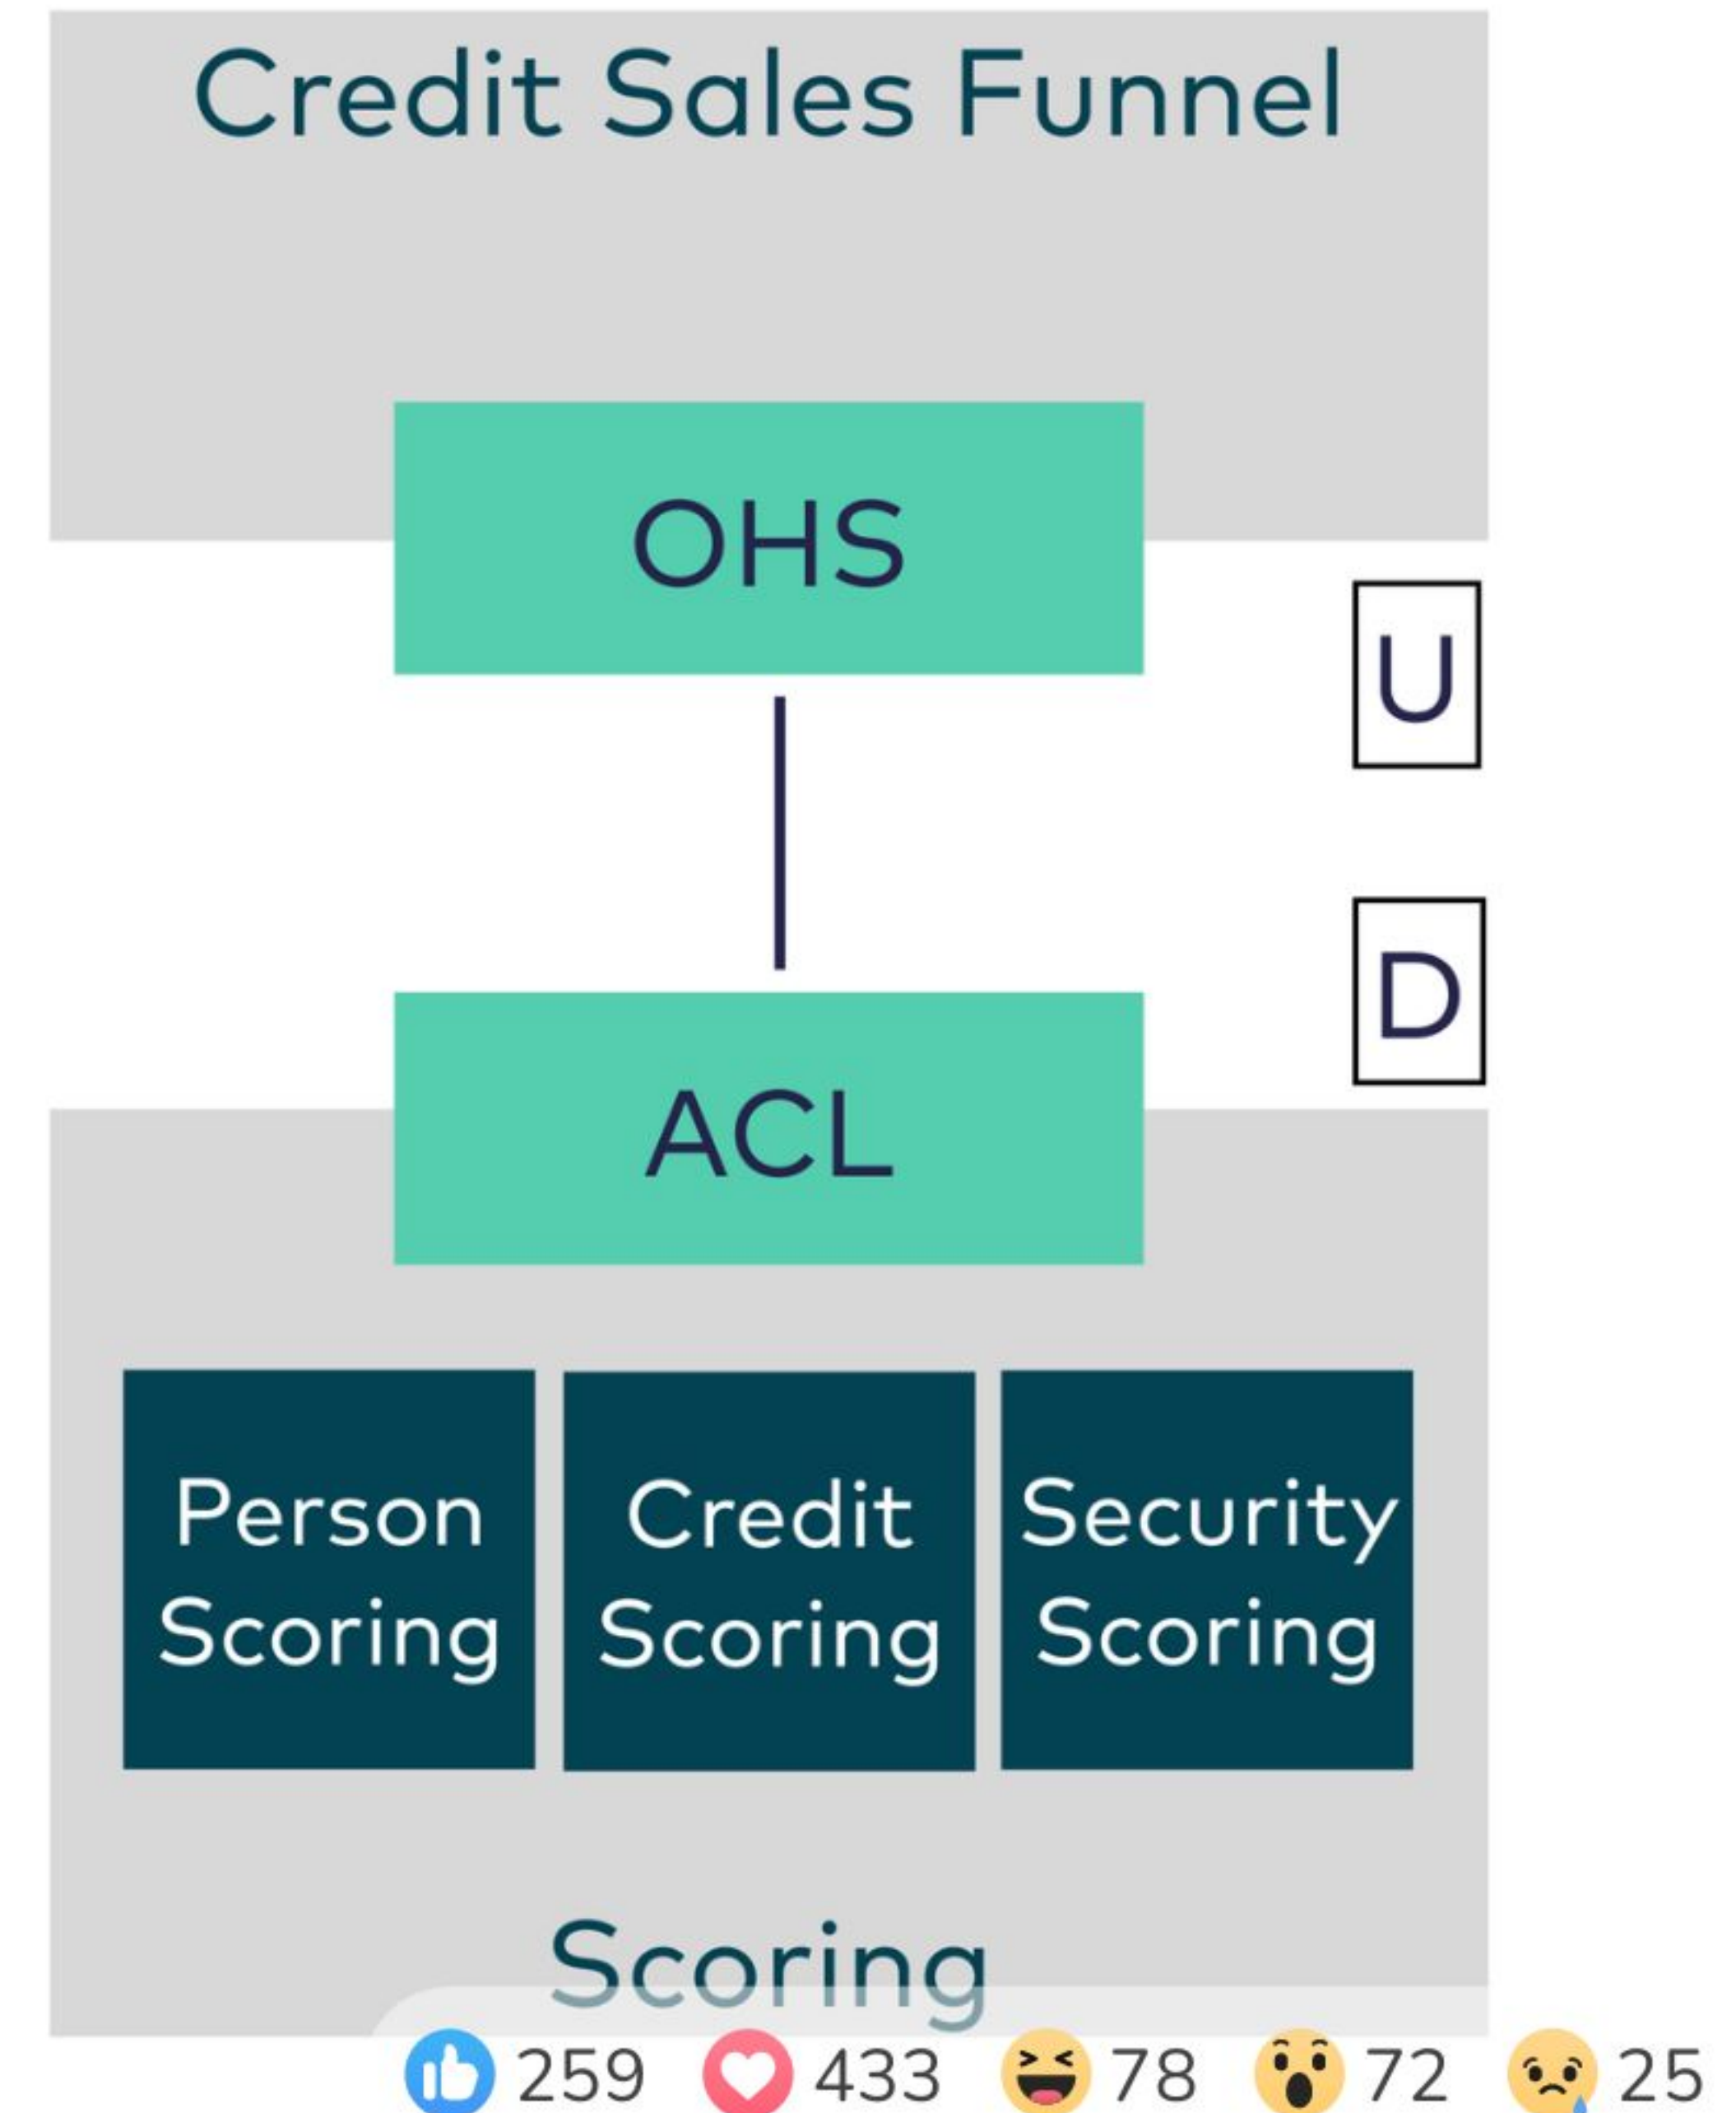 Credit Sales Funnel
OHS
U
D
ACL
Person
Scoring
Credit
Scoring
Security
Scoring
Scoring
259 433 78 72 25